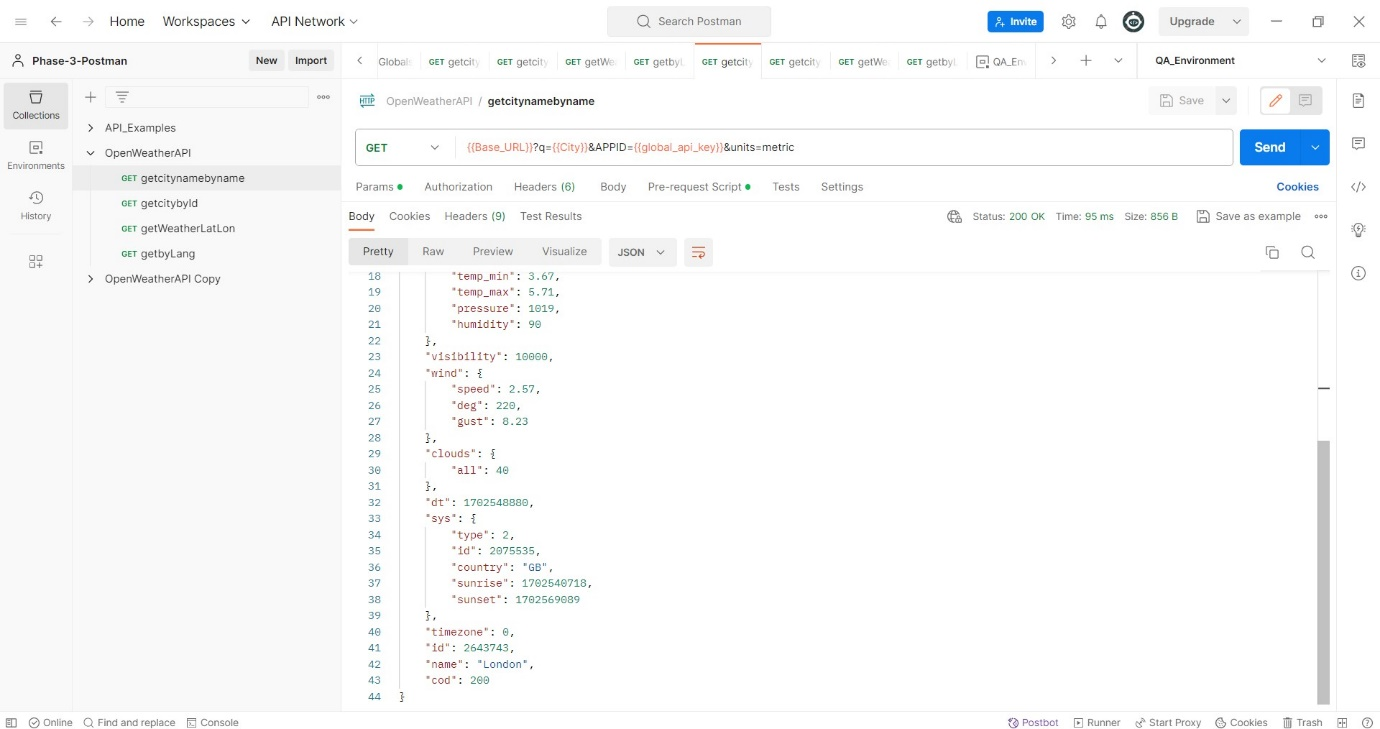 Home Workspaces API Network Search Postman Invite Upgrade
Phase-3-Postman New Import Globals GET getcity GET getcity GET getWe GET getbyL GET getcity GET getcity GET getWe GET getbyL QA_En QA_Environment
Collections
Environments
History
API_Examples
OpenWeatherAPI
GET getcitynamebyname
GET getcitybyId
GET getWeatherLatLon
GET getbyLang
OpenWeatherAPI Copy
HTTP OpenWeatherAPI / getcitynamebyname Save
GET {{Base_URL}}?q={{City}}&APPID={{global_api_key}}&units=metric Send
Params Authorization Headers (6) Body Pre-request Script Tests Settings Cookies
Body Cookies Headers (9) Test Results Status: 200 OK Time: 95 ms Size: 856 B Save as example
Pretty Raw Preview Visualize JSON
18 "temp_min": 3.67,
19 "temp_max": 5.71,
20 "pressure": 1019,
21 "humidity": 90
22 },
23 "visibility": 10000,
24 "wind": {
25 "speed": 2.57,
26 "deg": 220,
27 "gust": 8.23
28 },
29 "clouds": {
30 "all": 40
31 },
32 "dt": 1702548880,
33 "sys": {
34 "type": 2,
35 "id": 2075535,
36 "country": "GB",
37 "sunrise": 1702540718,
38 "sunset": 1702569089
39 },
40 "timezone": 0,
41 "id": 2643743,
42 "name": "London",
43 "cod": 200
44 }
Online Find and replace Console Postbot Runner Start Proxy Cookies Trash